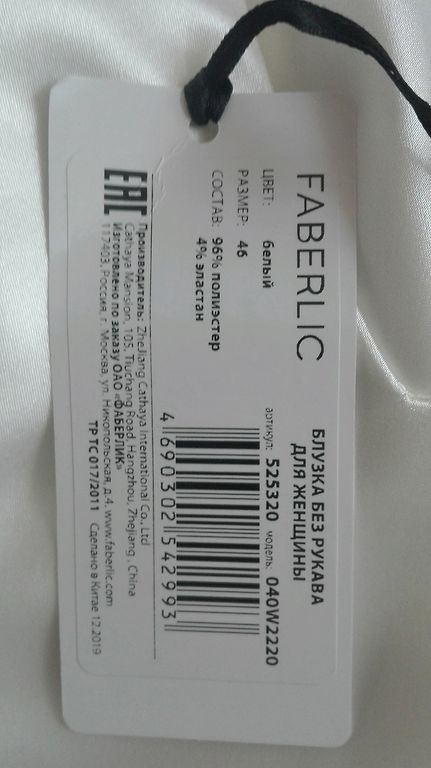 FABERLIC
БЛУЗКА БЕЗ РУКАВА
ДЛЯ ЖЕНЩИНЫ
ЦВЕТ: белый
РАЗМЕР: 46
СОСТАВ: 96% полиэстер
4% эластан
артикул: 525320 модель: 040W2220
4 690302 542993
EAC
Производитель: ZheJiang Cathaya International Co., Ltd
Cathaya Mansion, 105, Tiuchang Road, Hangzhou, Zhejiang , China
Изготовлено по заказу ОАО «ФАБЕРЛИК»
117403, Россия, г. Москва, ул. Никопольская, д.4, www.faberlic.com
ТР ТС 017/2011 Сделано в Китае 12.2019